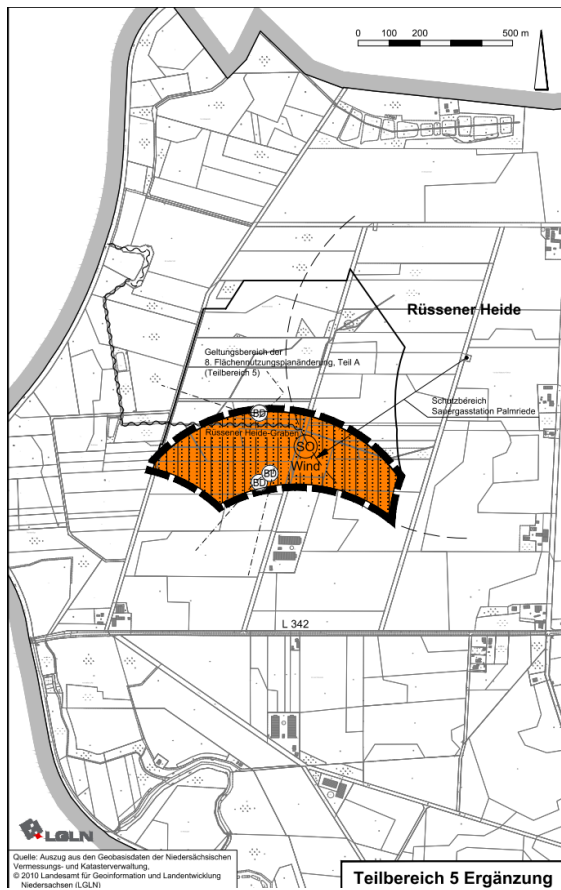 0 100 200 500 m
Rüssener Heide
Geltungsbereich der
8. Flächennutzungsplanänderung, Teil A
(Teilbereich 5)
Schutzbereich
Sauergasstation Palmriede
BD
Rüssener Heide-Graben
SO
Wind
BD
BD
L 342
LGLN
Quelle: Auszug aus den Geobasisdaten der Niedersächsischen
Vermessungs- und Katasterverwaltung,
© 2010 Landesamt für Geoinformation und Landentwicklung
Niedersachsen (LGLN)
Teilbereich 5 Ergänzung